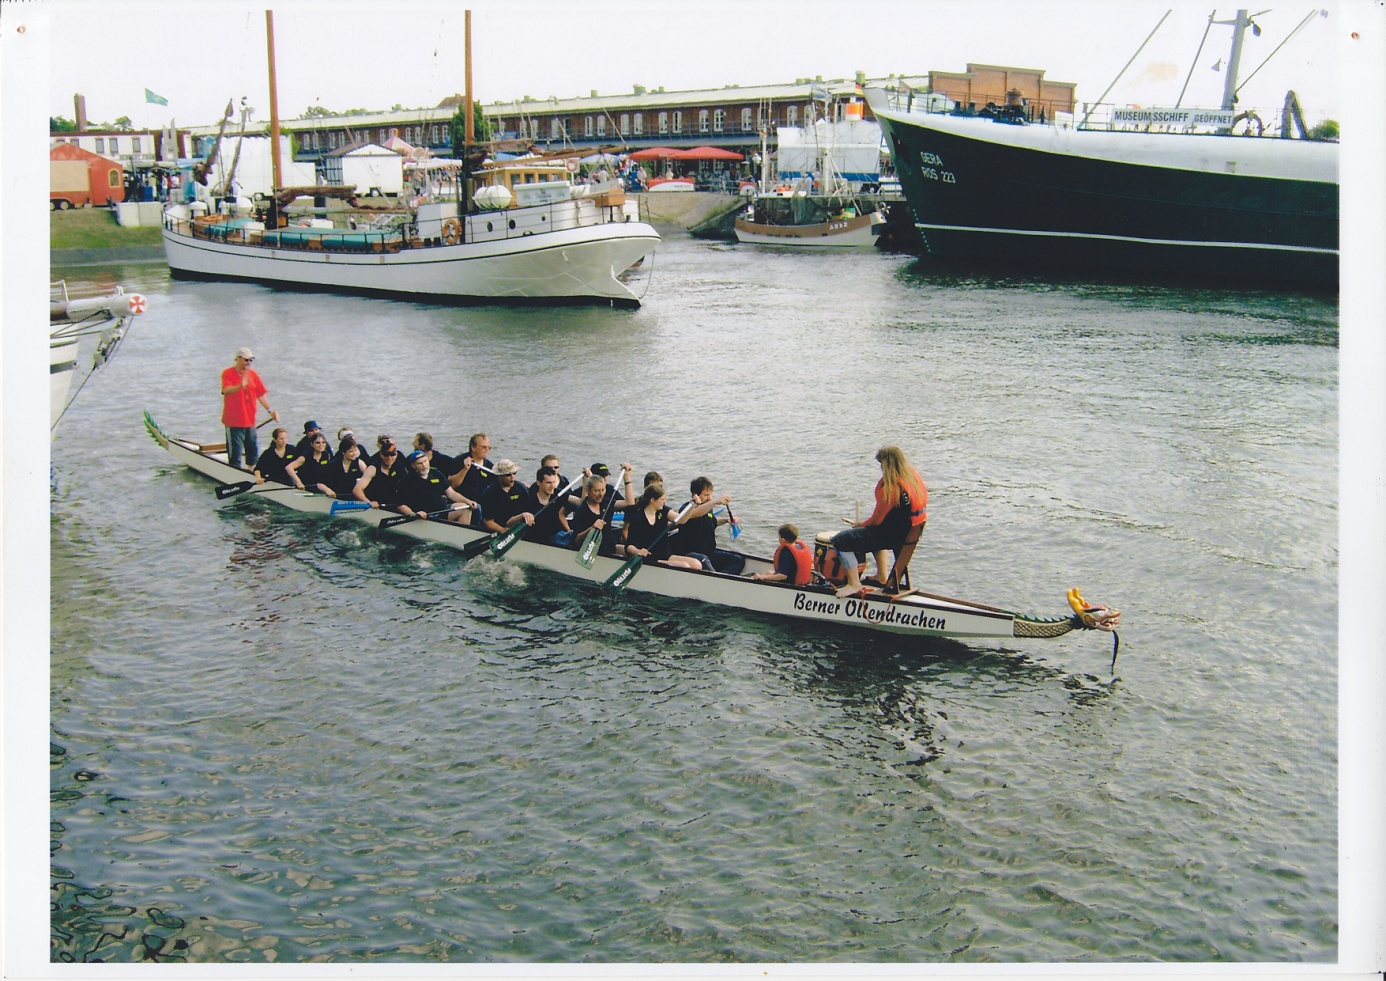 MUSEUMSSCHIFF GEÖFFNET
GERA
ROS 223
Berner Ollendrachen